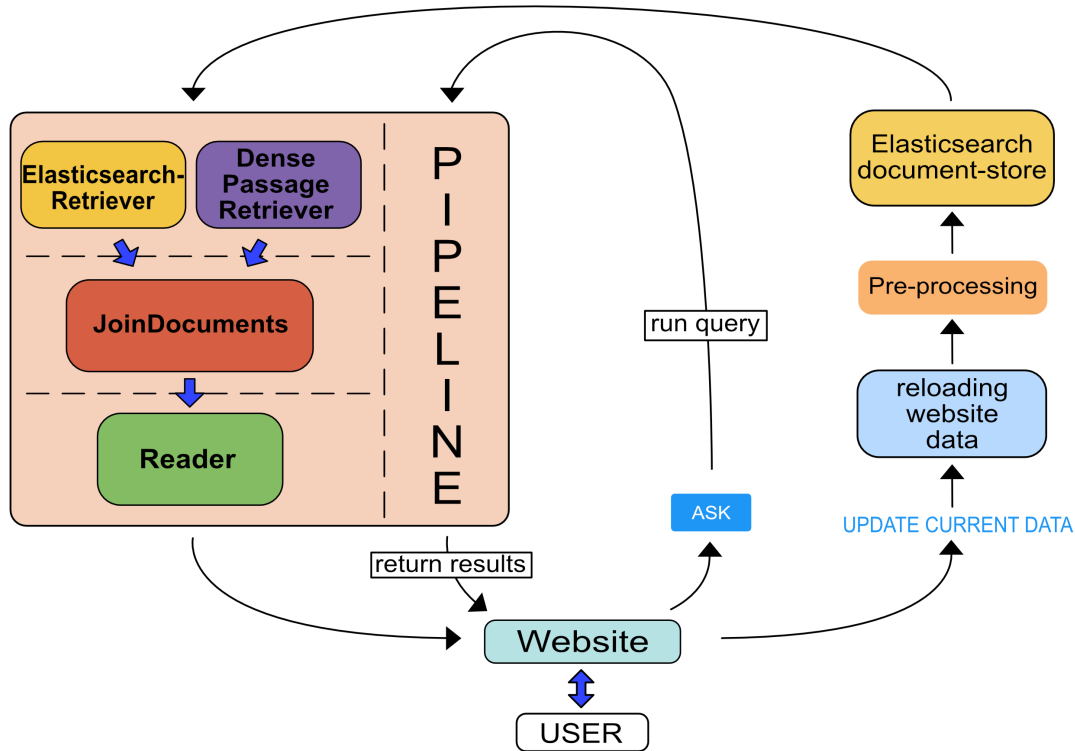 Elasticsearch-
Retriever
Dense
Passage
Retriever
JoinDocuments
Reader
PIPELINE
run query
ASK
return results
Website
USER
Elasticsearch
document-store
Pre-processing
reloading
website
data
UPDATE CURRENT DATA